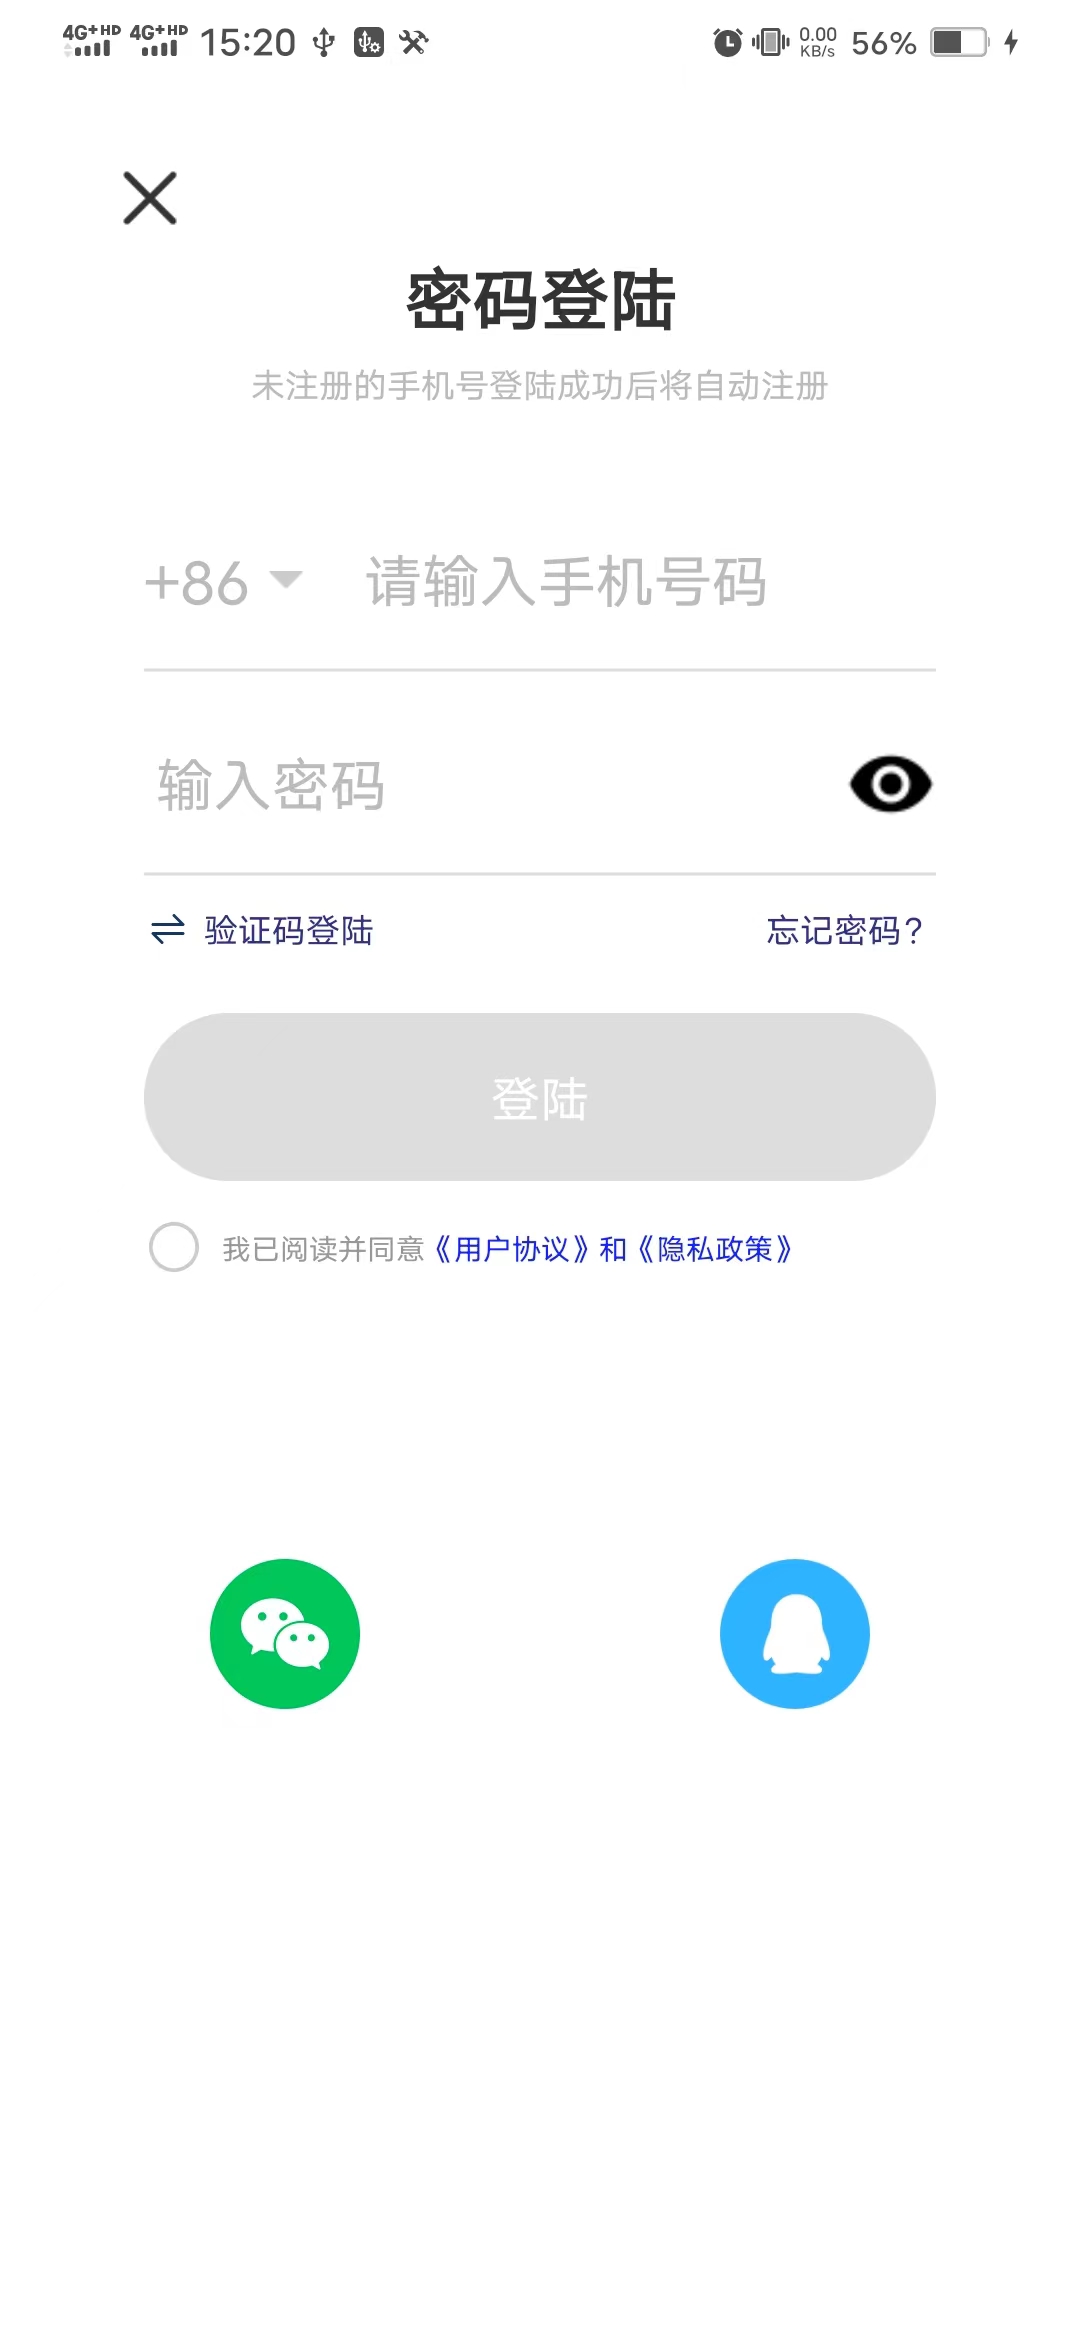 4G+HD 4G+HD 15:20 0.00 KB/s 56%
密码登陆
未注册的手机号登陆成功后将自动注册
+86 请输入手机号码
输入密码
验证码登陆 忘记密码?
登陆
我已阅读并同意《用户协议》和《隐私政策》